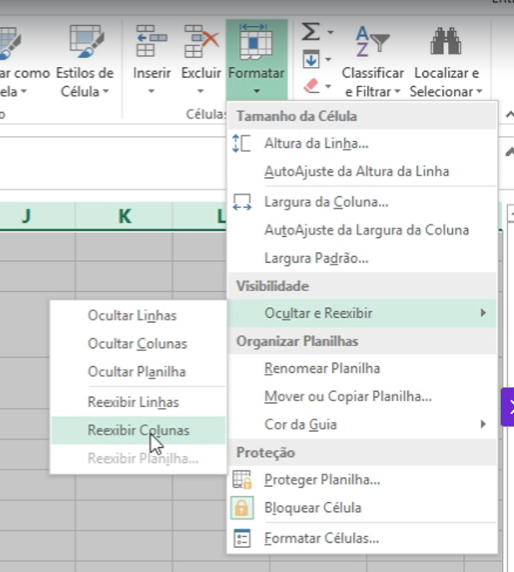 ar como
ela
Estilos de
Célula
Inserir
Excluir
Formatar
Classificar
e Filtrar
Localizar e
Selecionar
Células
Tamanho da Célula
Altura da Linha...
AutoAjuste da Altura da Linha
Largura da Coluna...
AutoAjuste da Largura da Coluna
Largura Padrão...
Visibilidade
Ocultar e Reexibir
Organizar Planilhas
Renomear Planilha
Mover ou Copiar Planilha...
Cor da Guia
Proteção
Proteger Planilha...
Bloquear Célula
Formatar Células...
J
K
L
Ocultar Linhas
Ocultar Colunas
Ocultar Planilha
Reexibir Linhas
Reexibir Colunas
Reexibir Planilha...